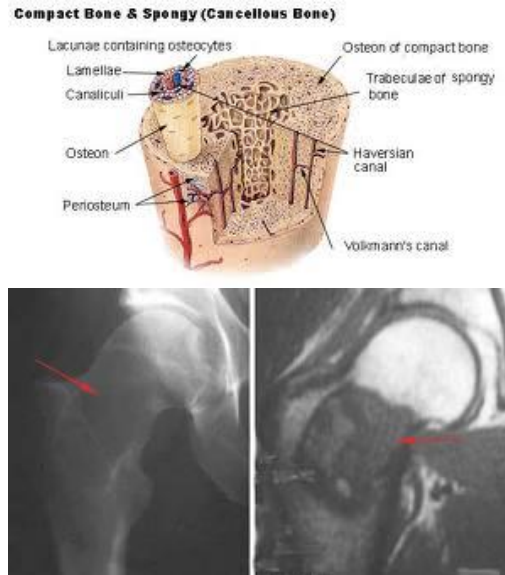 Compact Bone & Spongy (Cancellous Bone)
Lacunae containing osteocytes
Lamellae
Canaliculi
Osteon
Periosteum
Osteon of compact bone
Trabeculae of spongy
bone
Haversian
canal
Volkmann's canal